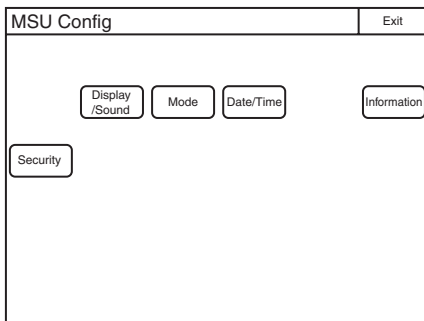 MSU Config
Exit
Display
/Sound
Mode
Date/Time
Information
Security